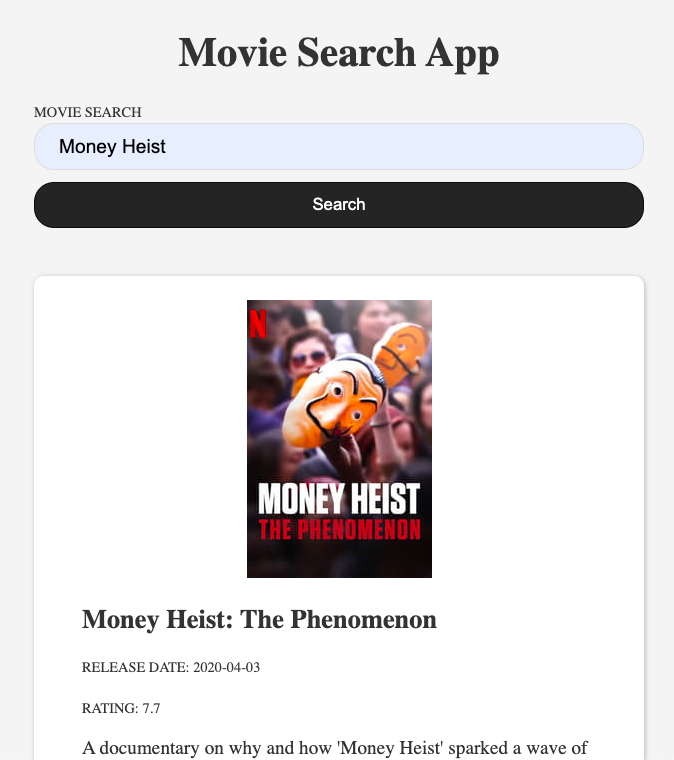 Movie Search App
MOVIE SEARCH
Money Heist
Search
N
MONEY HEIST
THE PHENOMENON
Money Heist: The Phenomenon
RELEASE DATE: 2020-04-03
RATING: 7.7
A documentary on why and how 'Money Heist' sparked a wave of